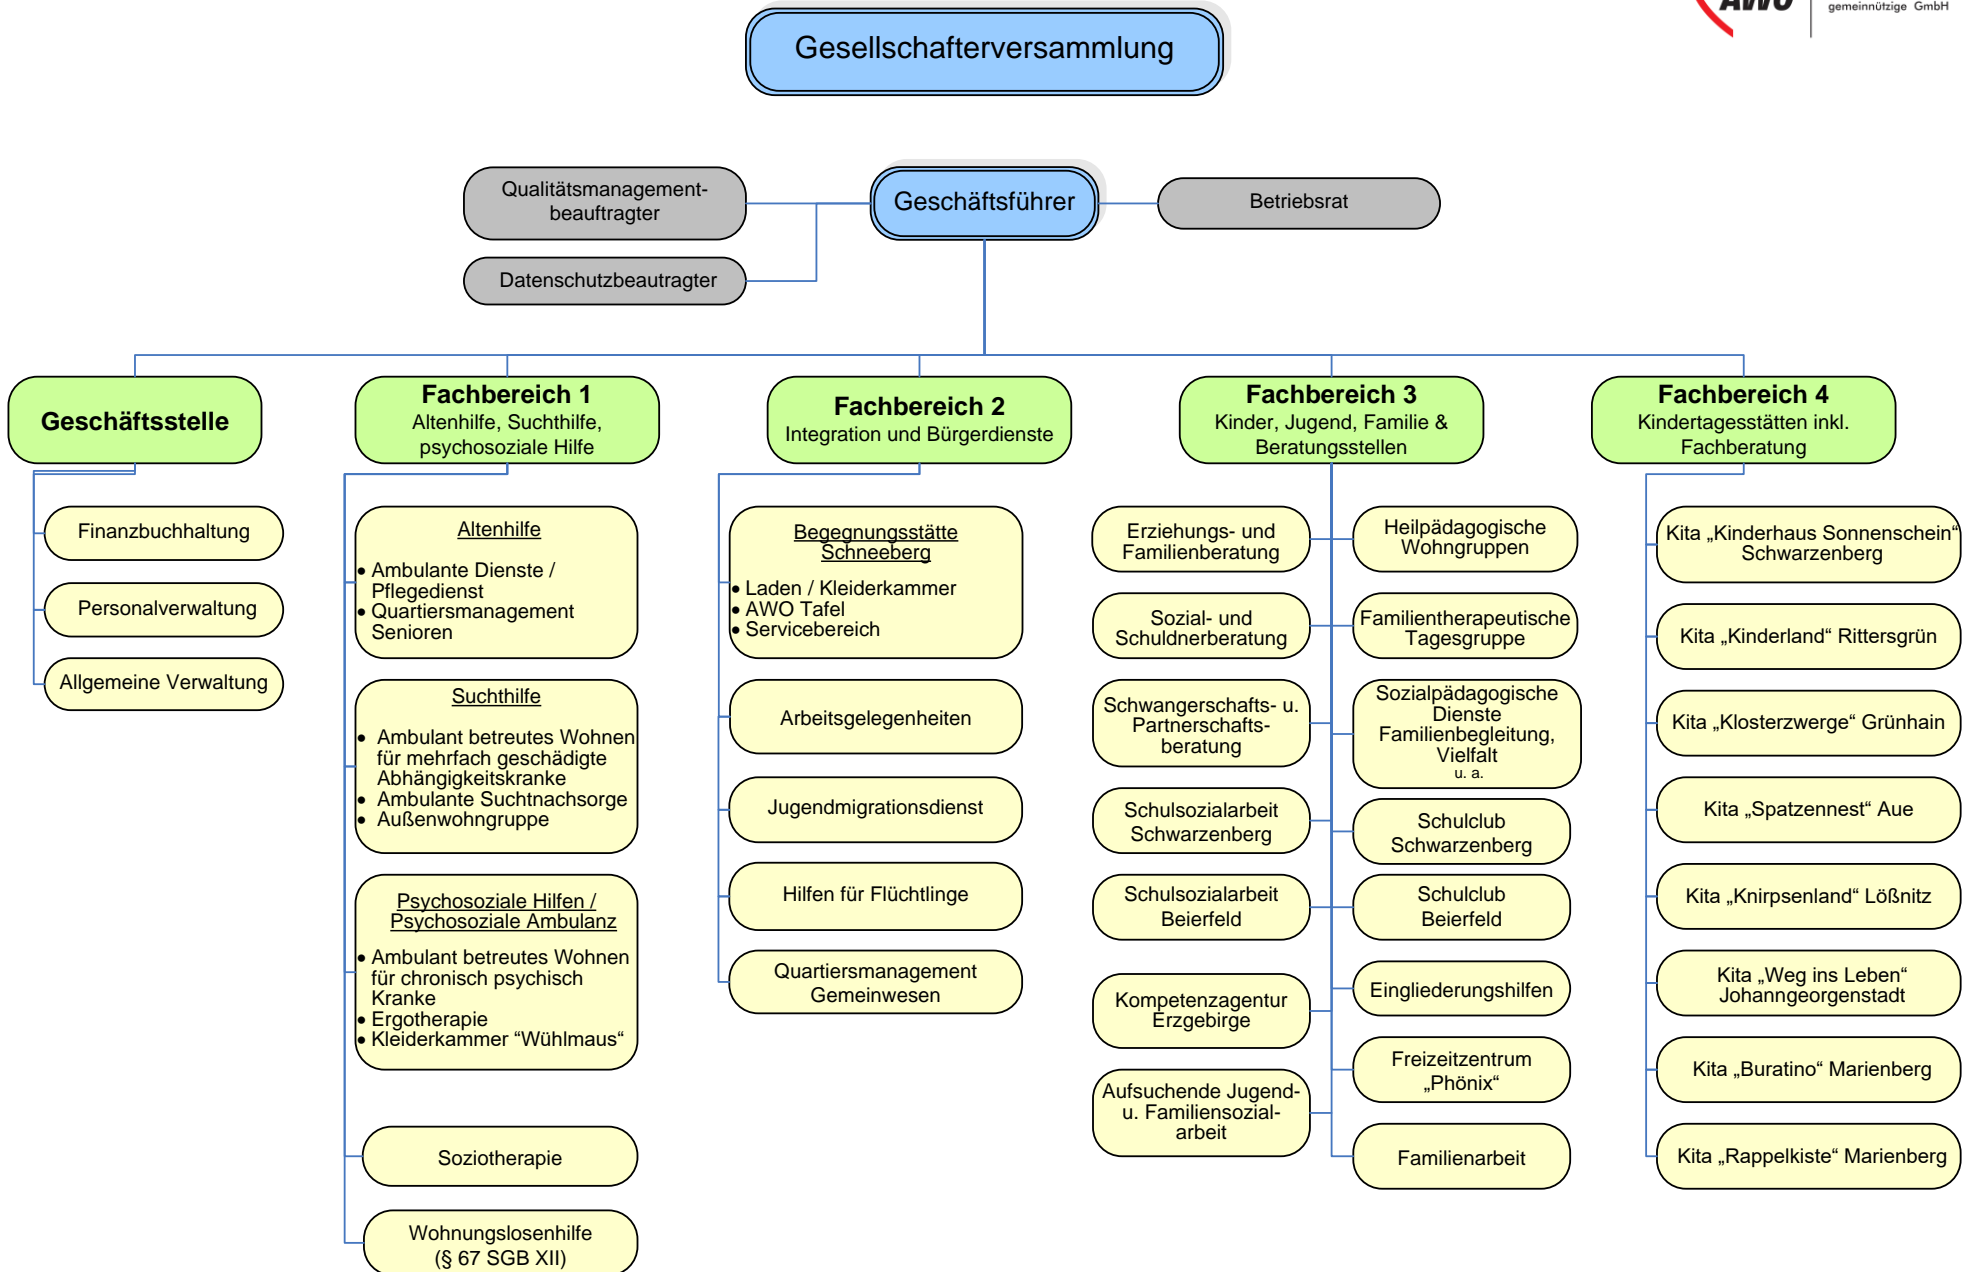 AWO
gemeinnützige GmbH
Gesellschafterversammlung
Qualitätsmanagement-
beauftragter
Geschäftsführer
Betriebsrat
Datenschutzbeautragter
Geschäftsstelle
Finanzbuchhaltung
Personalverwaltung
Allgemeine Verwaltung
Fachbereich 1
Altenhilfe, Suchthilfe,
psychosoziale Hilfe
Altenhilfe
• Ambulante Dienste /
Pflegedienst
• Quartiersmanagement
Senioren
Suchthilfe
• Ambulant betreutes Wohnen
für mehrfach geschädigte
Abhängigkeitskranke
• Ambulante Suchtnachsorge
• Außenwohngruppe
Psychosoziale Hilfen /
Psychosoziale Ambulanz
• Ambulant betreutes Wohnen
für chronisch psychisch
Kranke
• Ergotherapie
• Kleiderkammer “Wühlmaus“
Soziotherapie
Wohnungslosenhilfe
(§ 67 SGB XII)
Fachbereich 2
Integration und Bürgerdienste
Begegnungsstätte
Schneeberg
• Laden / Kleiderkammer
• AWO Tafel
• Servicebereich
Arbeitsgelegenheiten
Jugendmigrationsdienst
Hilfen für Flüchtlinge
Quartiersmanagement
Gemeinwesen
Fachbereich 3
Kinder, Jugend, Familie &
Beratungsstellen
Erziehungs- und
Familienberatung
Sozial- und
Schuldnerberatung
Schwangerschafts- u.
Partnerschafts-
beratung
Schulsozialarbeit
Schwarzenberg
Schulsozialarbeit
Beierfeld
Kompetenzagentur
Erzgebirge
Aufsuchende Jugend-
u. Familiensozial-
arbeit
Heilpädagogische
Wohngruppen
Familientherapeutische
Tagesgruppe
Sozialpädagogische
Dienste
Familienbegleitung,
Vielfalt
u. a.
Schulclub
Schwarzenberg
Schulclub
Beierfeld
Eingliederungshilfen
Freizeitzentrum
„Phönix“
Familienarbeit
Fachbereich 4
Kindertagesstätten inkl.
Fachberatung
Kita „Kinderhaus Sonnenschein“
Schwarzenberg
Kita „Kinderland“ Rittersgrün
Kita „Klosterzwerge“ Grünhain
Kita „Spatzennest“ Aue
Kita „Knirpsenland“ Lößnitz
Kita „Weg ins Leben“
Johanngeorgenstadt
Kita „Buratino“ Marienberg
Kita „Rappelkiste“ Marienberg